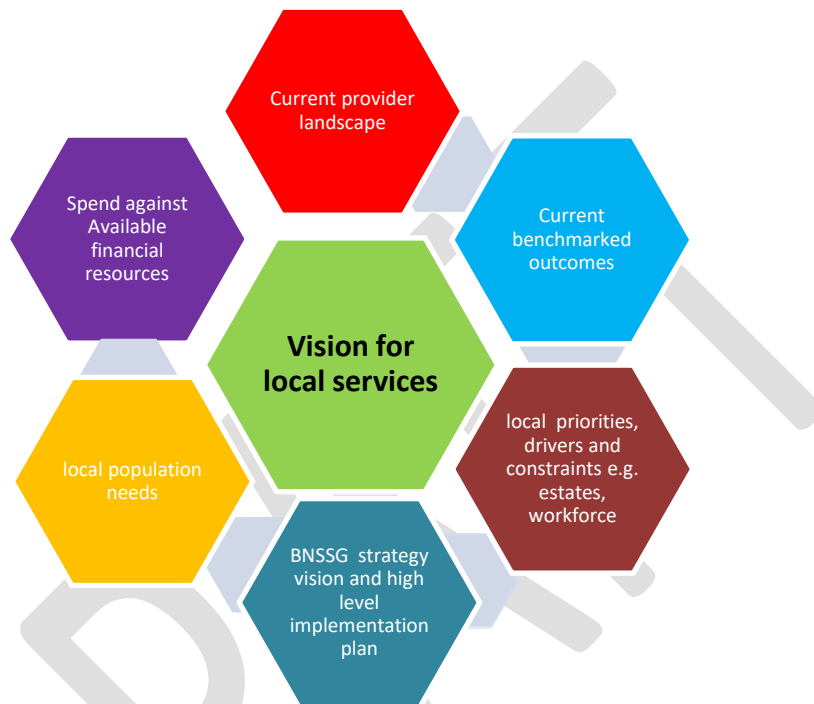 Current provider
landscape
Spend against
Available
financial
resources
Current
benchmarked
outcomes
Vision for
local services
local population
needs
local  priorities,
drivers and
constraints e.g.
estates,
workforce
BNSSG  strategy
vision and high
level
implementation
plan